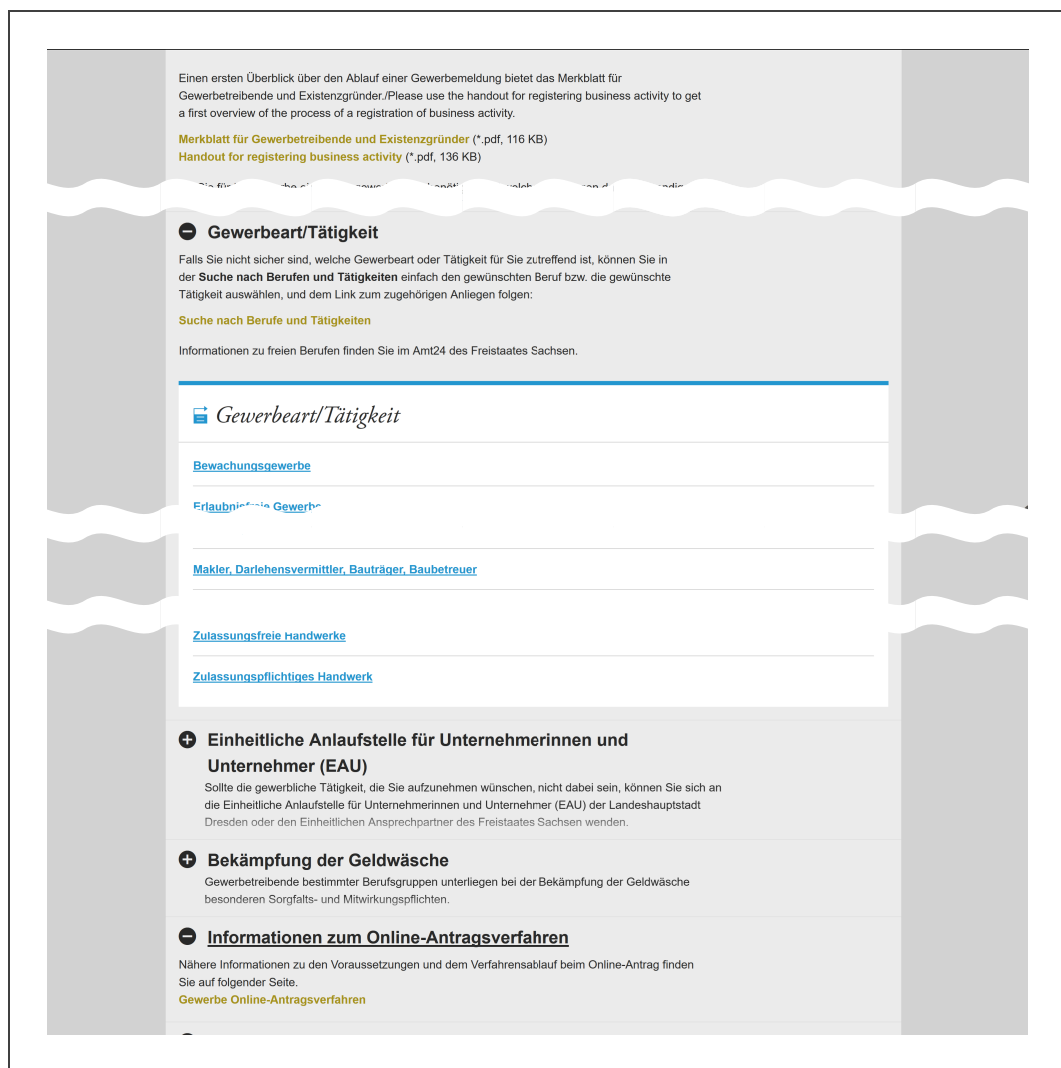 Einen ersten Überblick über den Ablauf einer Gewerbemeldung bietet das Merkblatt für
Gewerbetreibende und Existenzgründer./Please use the handout for registering business activity to get
a first overview of the process of a registration of business activity.
Merkblatt für Gewerbetreibende und Existenzgründer (*.pdf, 116 KB)
Handout for registering business activity (*.pdf, 136 KB)
Gewerbeart/Tätigkeit
Falls Sie nicht sicher sind, welche Gewerbeart oder Tätigkeit für Sie zutreffend ist, können Sie in
der Suche nach Berufen und Tätigkeiten einfach den gewünschten Beruf bzw. die gewünschte
Tätigkeit auswählen, und dem Link zum zugehörigen Anliegen folgen:
Suche nach Berufe und Tätigkeiten
Informationen zu freien Berufen finden Sie im Amt24 des Freistaates Sachsen.
Gewerbeart/Tätigkeit
Bewachungsgewerbe
Erlaubnisfreie Gewerbe
Makler, Darlehensvermittler, Bauträger, Baubetreuer
Zulassungsfreie Handwerke
Zulassungspflichtiges Handwerk
Einheitliche Anlaufstelle für Unternehmerinnen und
Unternehmer (EAU)
Sollte die gewerbliche Tätigkeit, die Sie aufzunehmen wünschen, nicht dabei sein, können Sie sich an
die Einheitliche Anlaufstelle für Unternehmerinnen und Unternehmer (EAU) der Landeshauptstadt
Dresden oder den Einheitlichen Ansprechpartner des Freistaates Sachsen wenden.
Bekämpfung der Geldwäsche
Gewerbetreibende bestimmter Berufsgruppen unterliegen bei der Bekämpfung der Geldwäsche
besonderen Sorgfalts- und Mitwirkungspflichten.
Informationen zum Online-Antragsverfahren
Nähere Informationen zu den Voraussetzungen und dem Verfahrensablauf beim Online-Antrag finden
Sie auf folgender Seite.
Gewerbe Online-Antragsverfahren